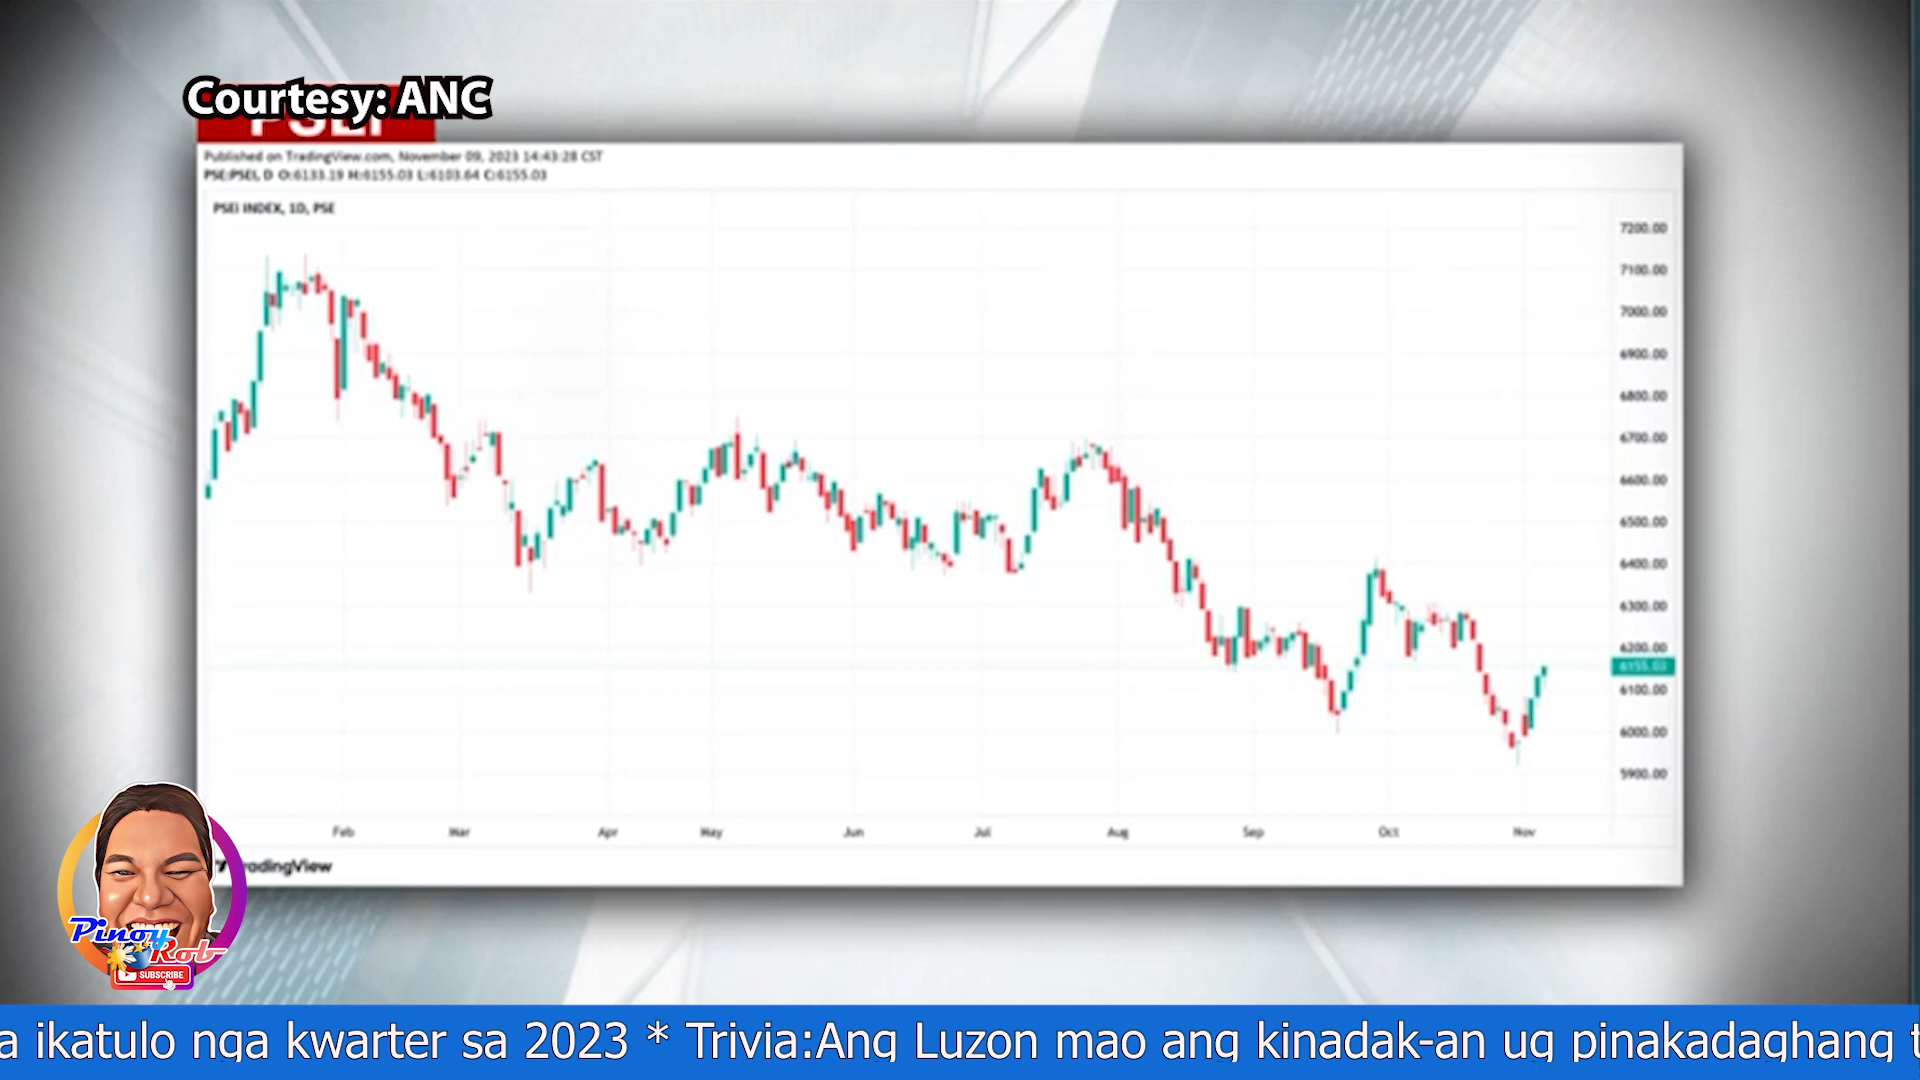 Courtesy: ANC
PSEi
Published on TradingView.com, November 09, 2023 14:43:28 CST
PSE:PSEI, D O:6133.19 H:6155.03 L:6103.64 C:6155.03
PSEi INDEX, 1D, PSE
7200.00
7100.00
7000.00
6900.00
6800.00
6700.00
6600.00
6500.00
6400.00
6300.00
6200.00
6155.03
6100.00
6000.00
5900.00
Feb Mar Apr May Jun Jul Aug Sep Oct Nov
TradingView
Pinoy
Rob
SUBSCRIBE
a ikatulo nga kwarter sa 2023 * Trivia:Ang Luzon mao ang kinadak-an ug pinakadaghang t